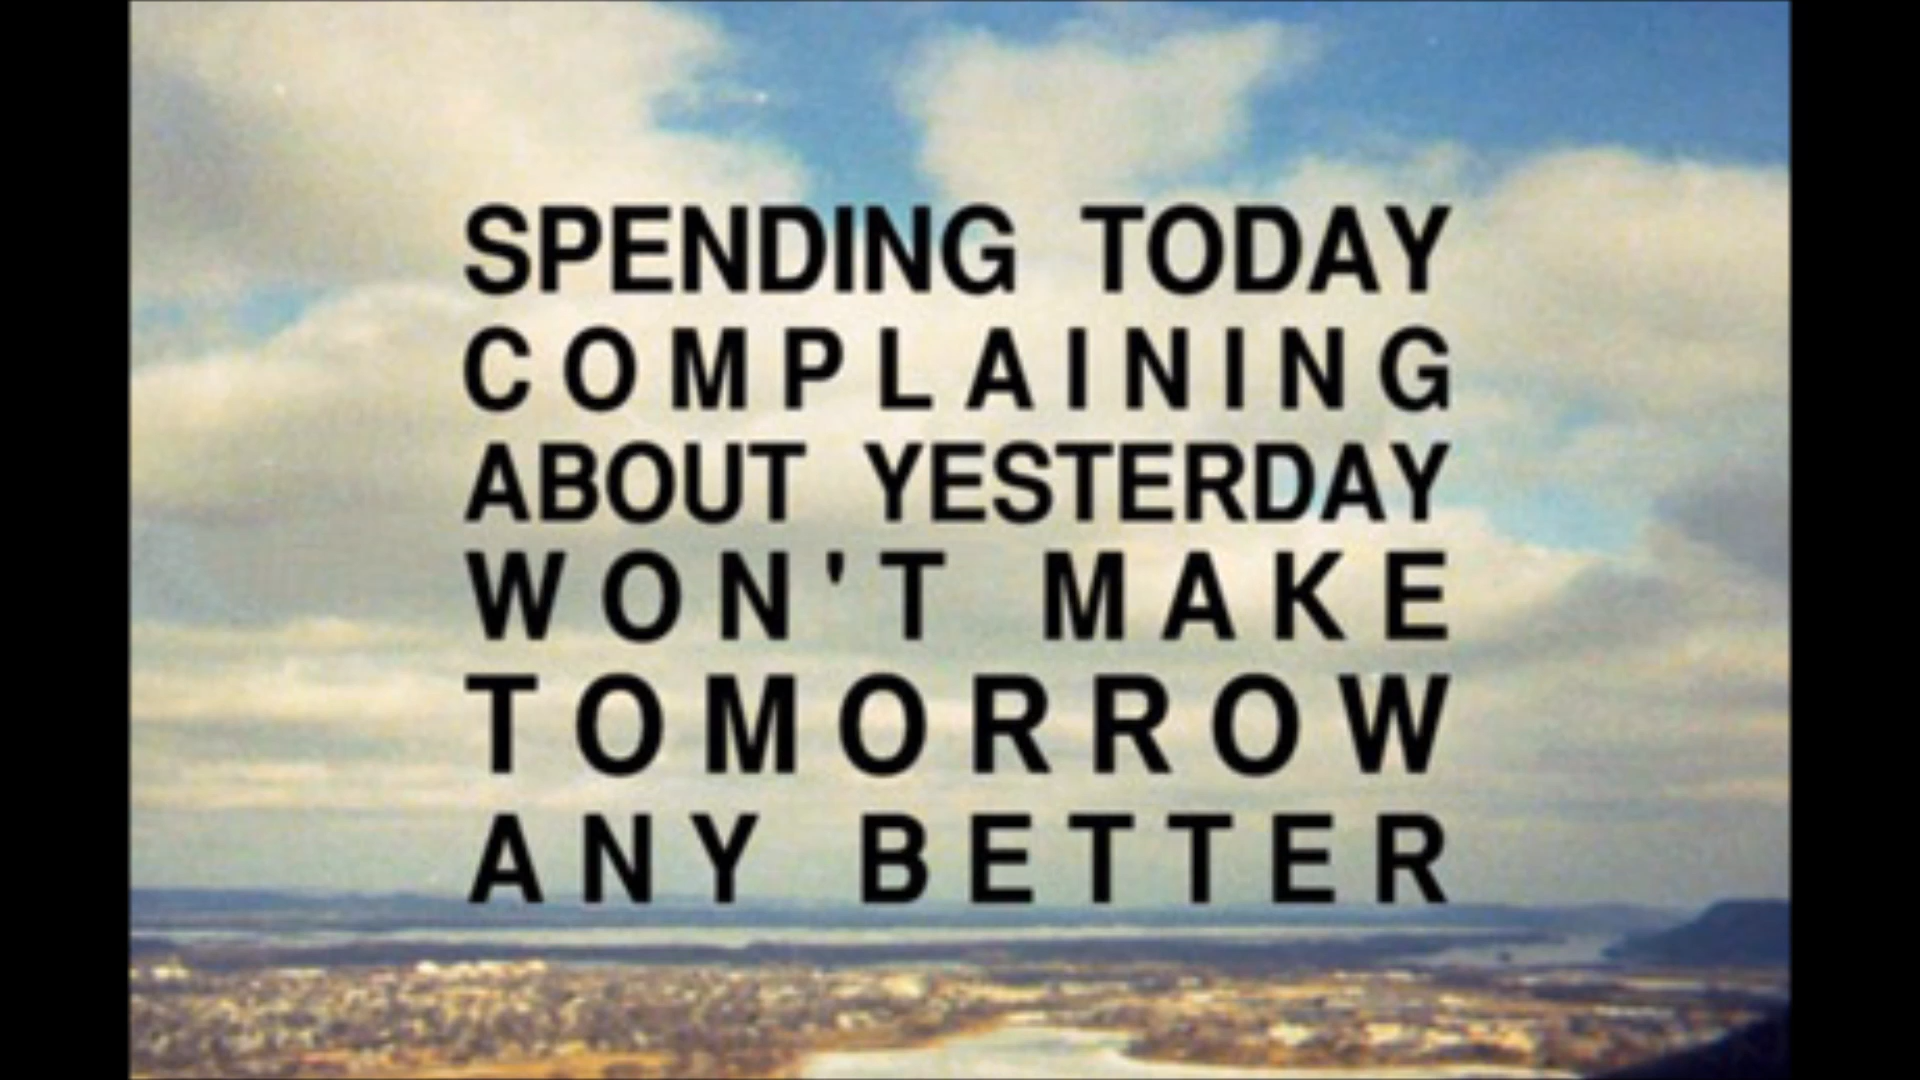 SPENDING TODAY
COMPLAINING
ABOUT YESTERDAY
WON'T MAKE
TOMORROW
ANY BETTER